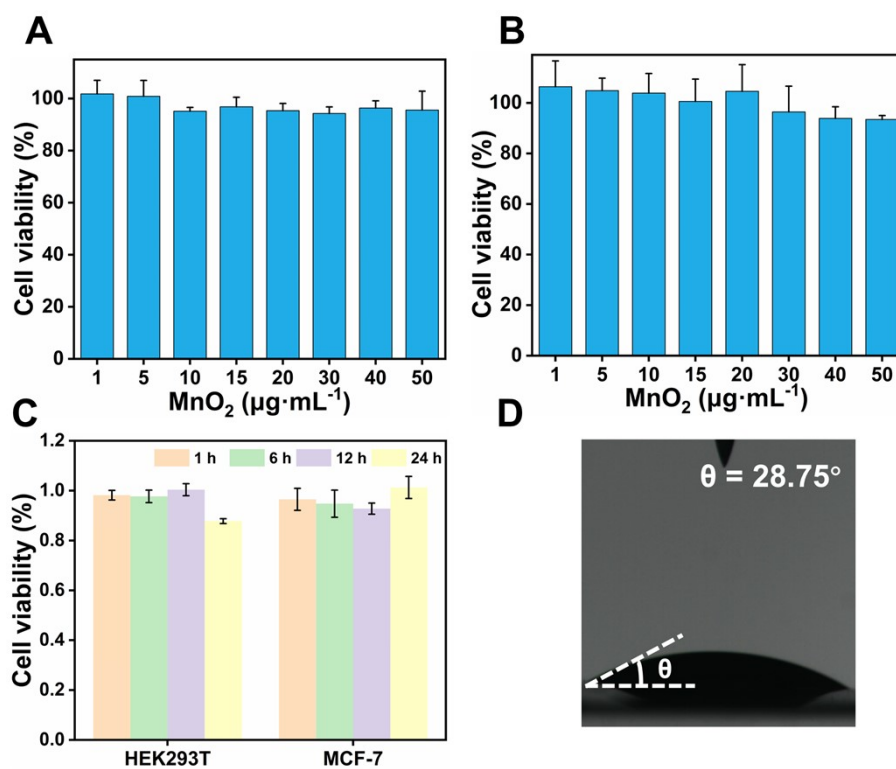 A
Cell viability (%)
100
80
60
40
20
0
1 5 10 15 20 30 40 50
MnO₂ (μg·mL⁻¹)
B
Cell viabiity (%)
100
80
60
40
20
0
1 5 10 15 20 30 40 50
MnO₂ (μg·mL⁻¹)
C
Cell viability (%)
1.2
1.0
0.8
0.6
0.4
0.2
0.0
1 h 6 h 12 h 24 h
HEK293T MCF-7
D
θ = 28.75°
θ